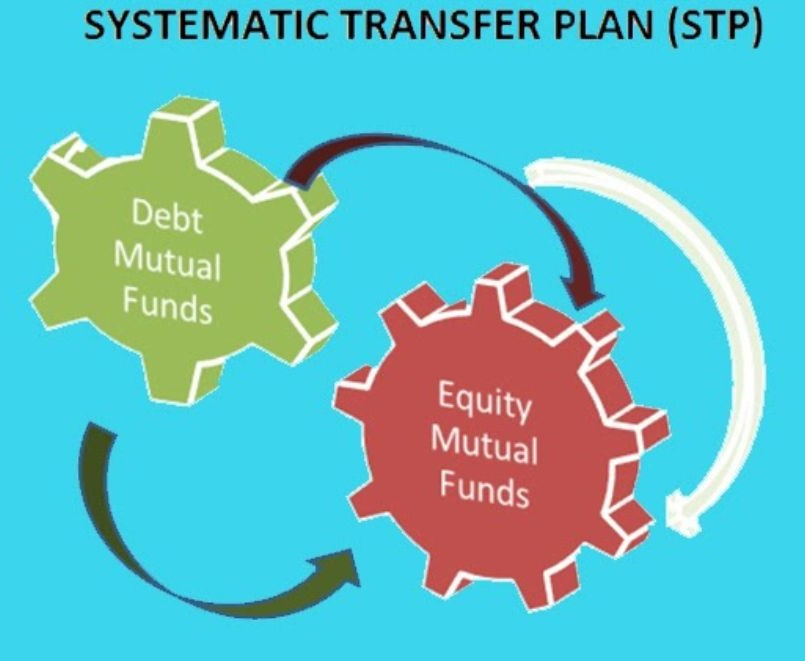 SYSTEMATIC TRANSFER PLAN (STP)
Debt
Mutual
Funds
Equity
Mutual
Funds